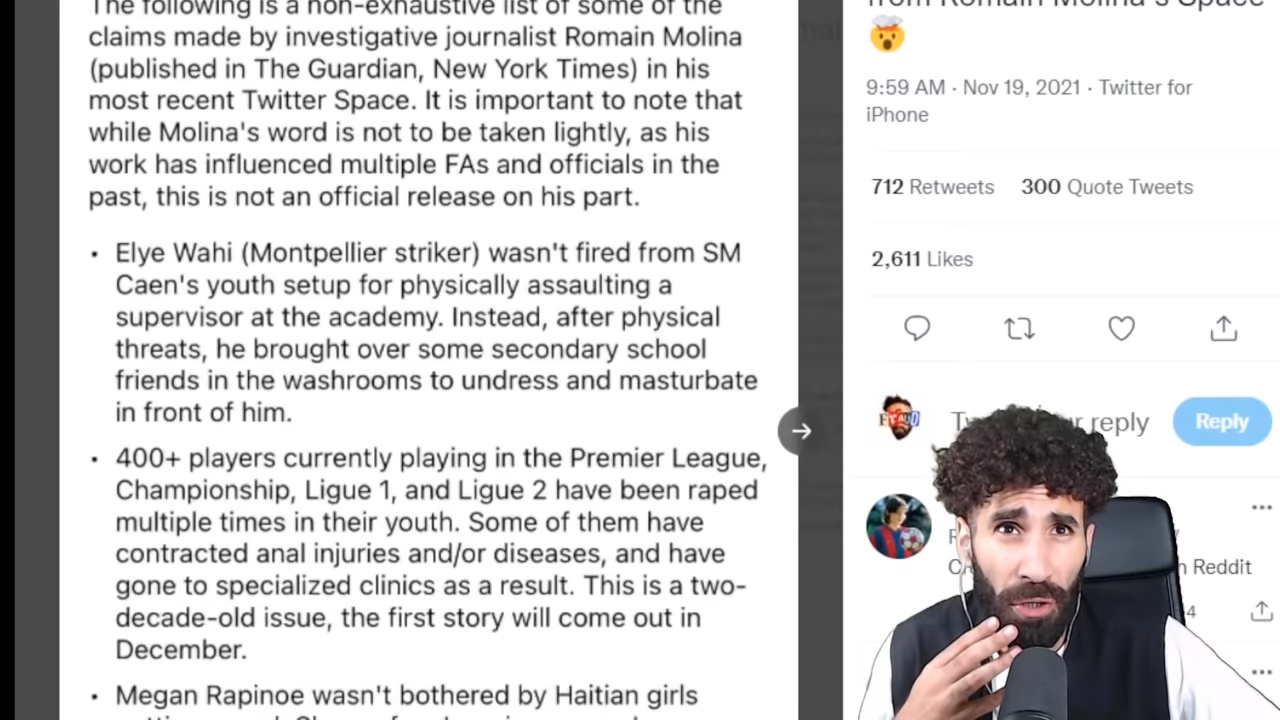 The following is a non-exhaustive list of some of the
claims made by investigative journalist Romain Molina
(published in The Guardian, New York Times) in his
most recent Twitter Space. It is important to note that
while Molina's word is not to be taken lightly, as his
work has influenced multiple FAs and officials in the
past, this is not an official release on his part.
• Elye Wahi (Montpellier striker) wasn't fired from SM
Caen's youth setup for physically assaulting a
supervisor at the academy. Instead, after physical
threats, he brought over some secondary school
friends in the washrooms to undress and masturbate
in front of him.
• 400+ players currently playing in the Premier League,
Championship, Ligue 1, and Ligue 2 have been raped
multiple times in their youth. Some of them have
contracted anal injuries and/or diseases, and have
gone to specialized clinics as a result. This is a two-
decade-old issue, the first story will come out in
December.
• Megan Rapinoe wasn't bothered by Haitian girls
from Romain Molina's Space
9:59 AM · Nov 19, 2021 · Twitter for
iPhone
712 Retweets 300 Quote Tweets
2,611 Likes
reply
Reply
Reddit